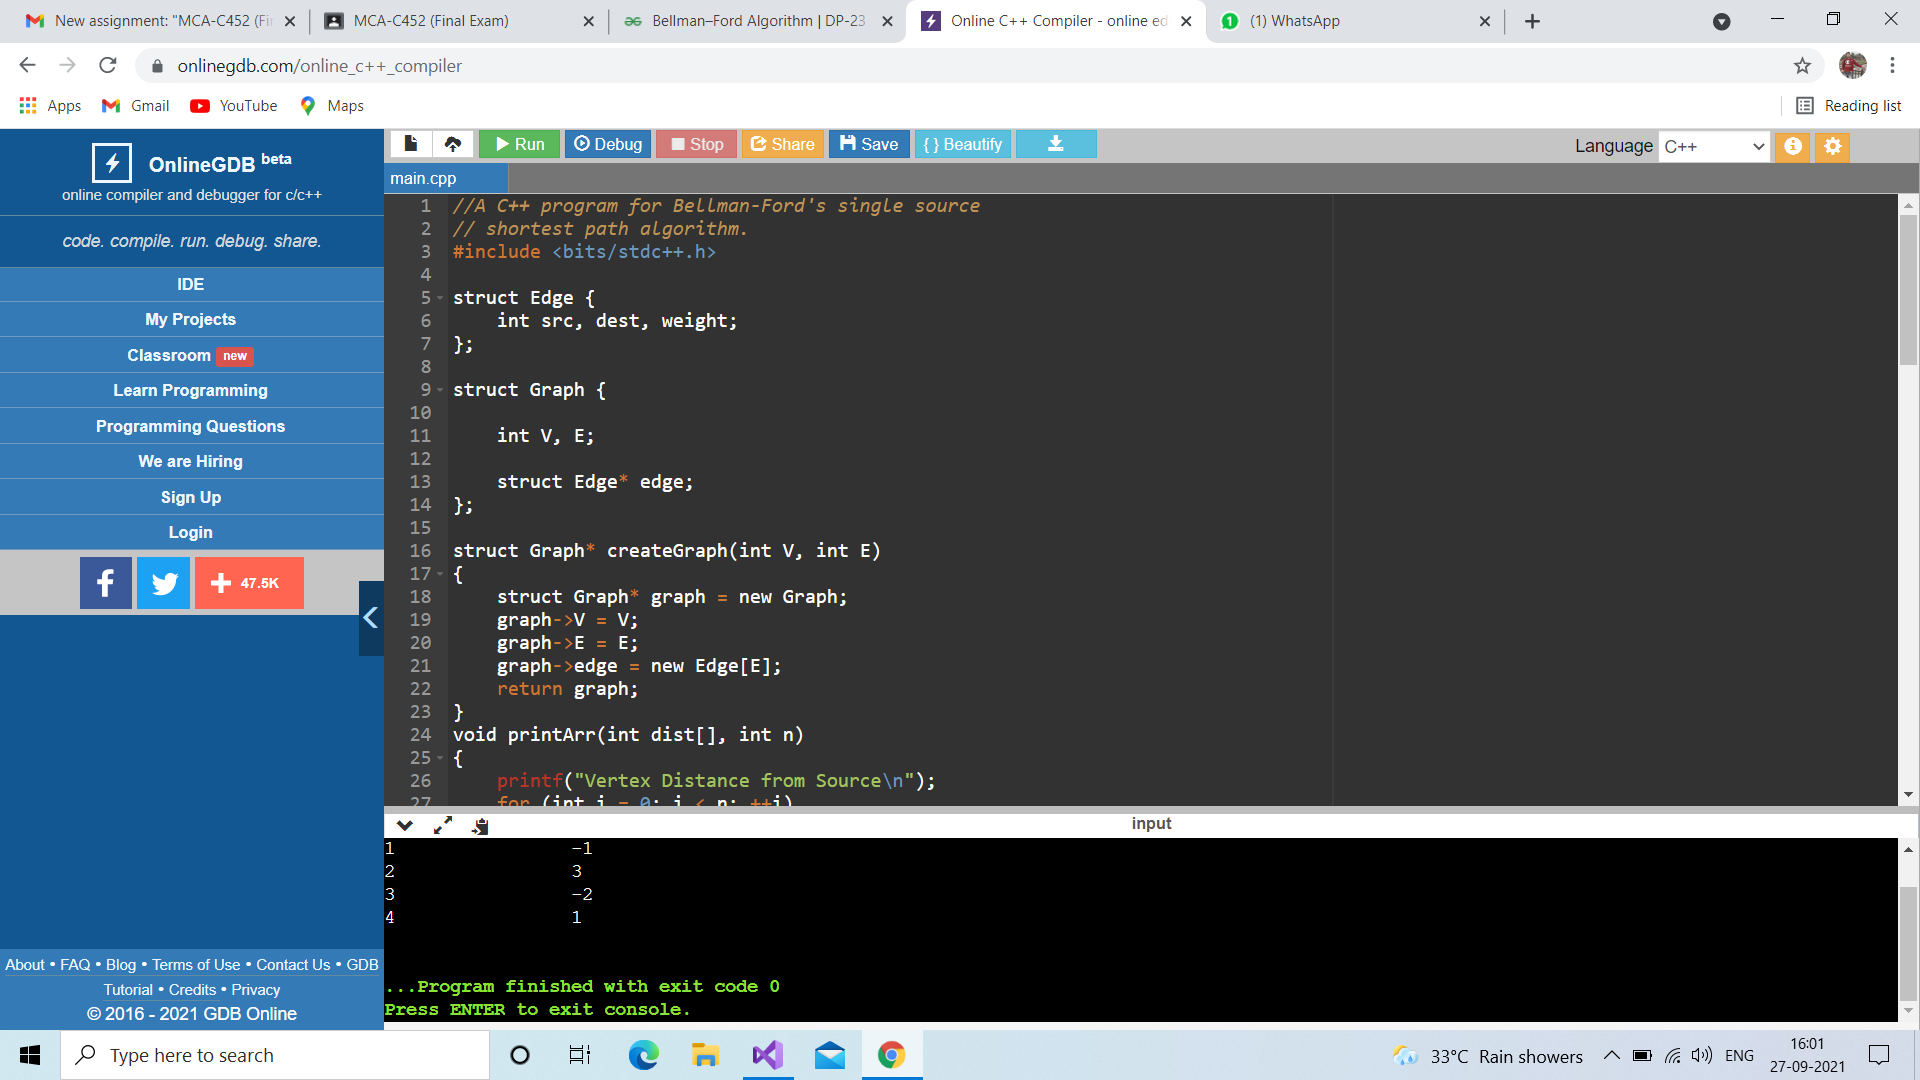 New assignment: "MCA-C452 (Fin
MCA-C452 (Final Exam)
Bellman–Ford Algorithm | DP-23
Online C++ Compiler - online ed
(1) WhatsApp
onlinegdb.com/online_c++_compiler
Apps
Gmail
YouTube
Maps
Reading list
OnlineGDB beta
online compiler and debugger for c/c++
code. compile. run. debug. share.
IDE
My Projects
Classroom new
Learn Programming
Programming Questions
We are Hiring
Sign Up
Login
47.5K
About • FAQ • Blog • Terms of Use • Contact Us • GDB
Tutorial • Credits • Privacy
© 2016 - 2021 GDB Online
Run
Debug
Stop
Share
Save
{ } Beautify
Language C++
main.cpp
1 //A C++ program for Bellman-Ford's single source
2 // shortest path algorithm.
3 #include <bits/stdc++.h>
4
5 struct Edge {
6 int src, dest, weight;
7 };
8
9 struct Graph {
10
11 int V, E;
12
13 struct Edge* edge;
14 };
15
16 struct Graph* createGraph(int V, int E)
17 {
18 struct Graph* graph = new Graph;
19 graph->V = V;
20 graph->E = E;
21 graph->edge = new Edge[E];
22 return graph;
23 }
24 void printArr(int dist[], int n)
25 {
26 printf("Vertex Distance from Source\n");
27 for (int i = 0; i < n; ++i)
input
1 -1
2 3
3 -2
4 1
...Program finished with exit code 0
Press ENTER to exit console.
Type here to search
33°C Rain showers
ENG
16:01
27-09-2021